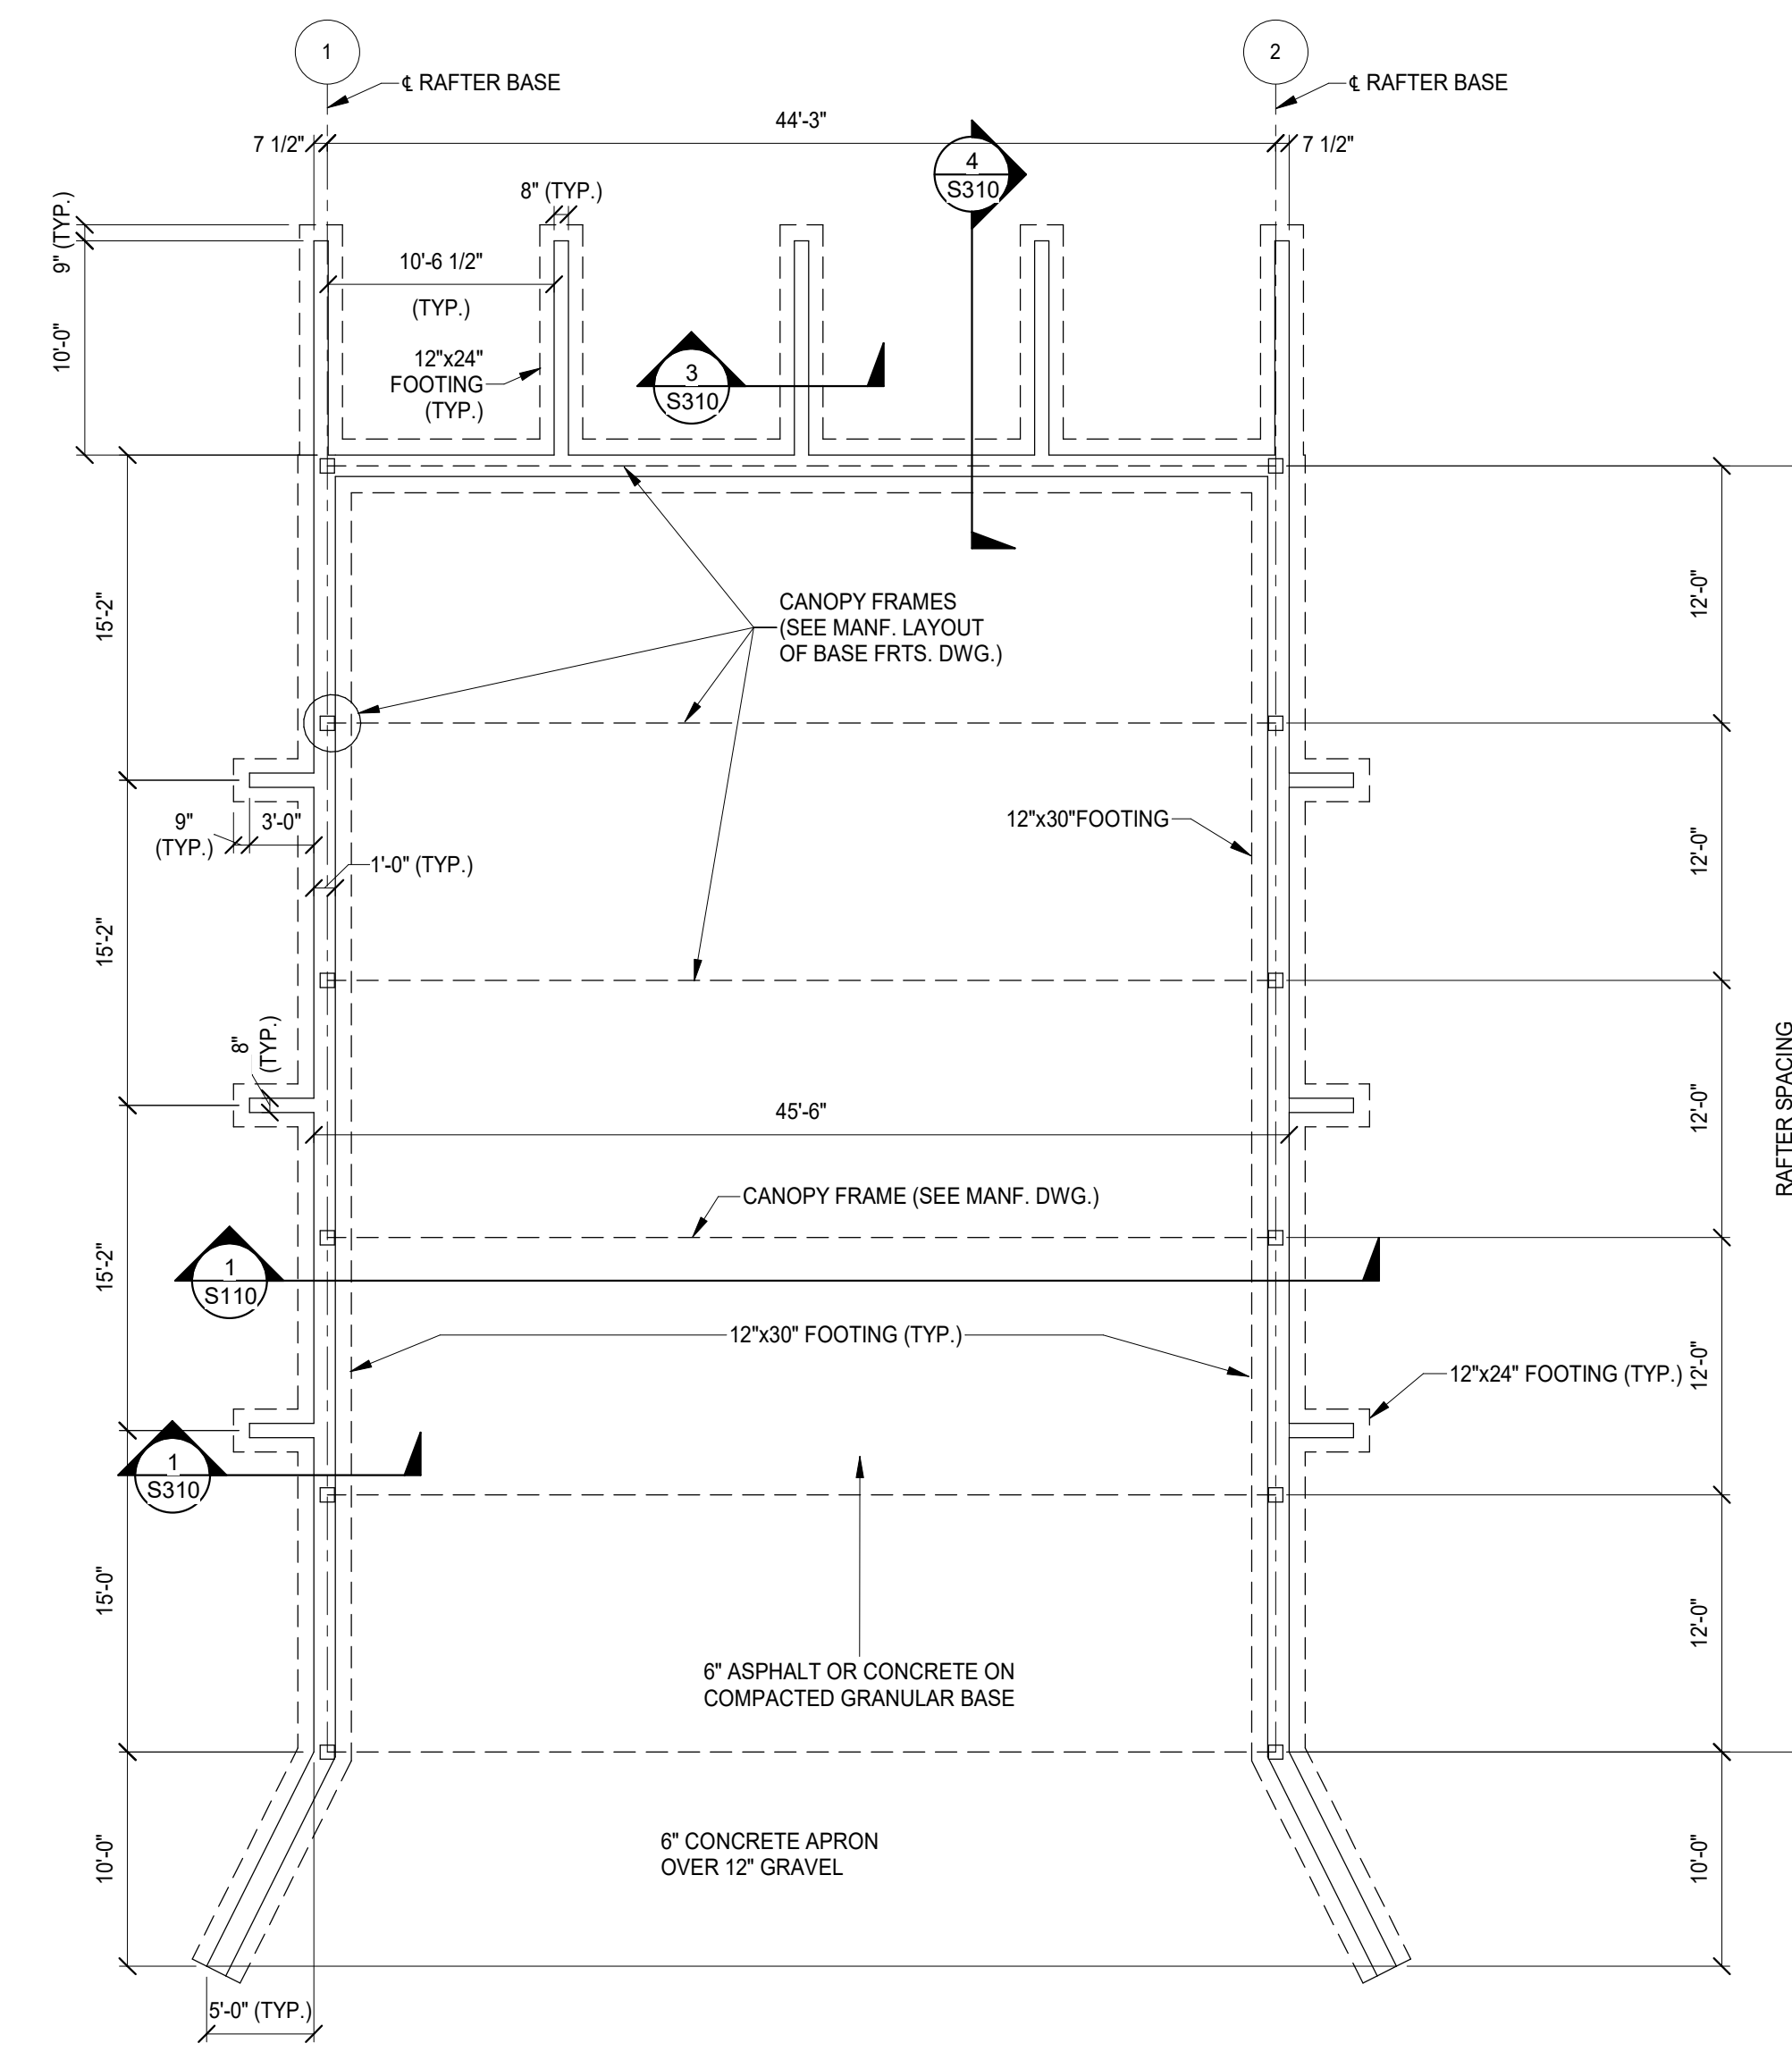 1
2
℄ RAFTER BASE
℄ RAFTER BASE
44'-3"
7 1/2"
7 1/2"
4
S310
8" (TYP.)
9" (TYP.)
10'-6 1/2"
(TYP.)
10'-0"
12"x24"
FOOTING
(TYP.)
3
S310
15'-2"
12'-0"
CANOPY FRAMES
(SEE MANF. LAYOUT
OF BASE FRTS. DWG.)
9"
(TYP.)
3'-0"
12"x30"FOOTING
12'-0"
1'-0" (TYP.)
15'-2"
8"
(TYP.)
45'-6"
12'-0"
RAFTER SPACING
CANOPY FRAME (SEE MANF. DWG.)
15'-2"
1
S110
12"x30" FOOTING (TYP.)
12"x24" FOOTING (TYP.)
12'-0"
1
S310
15'-0"
12'-0"
6" ASPHALT OR CONCRETE ON
COMPACTED GRANULAR BASE
10'-0"
6" CONCRETE APRON
OVER 12" GRAVEL
10'-0"
5'-0" (TYP.)